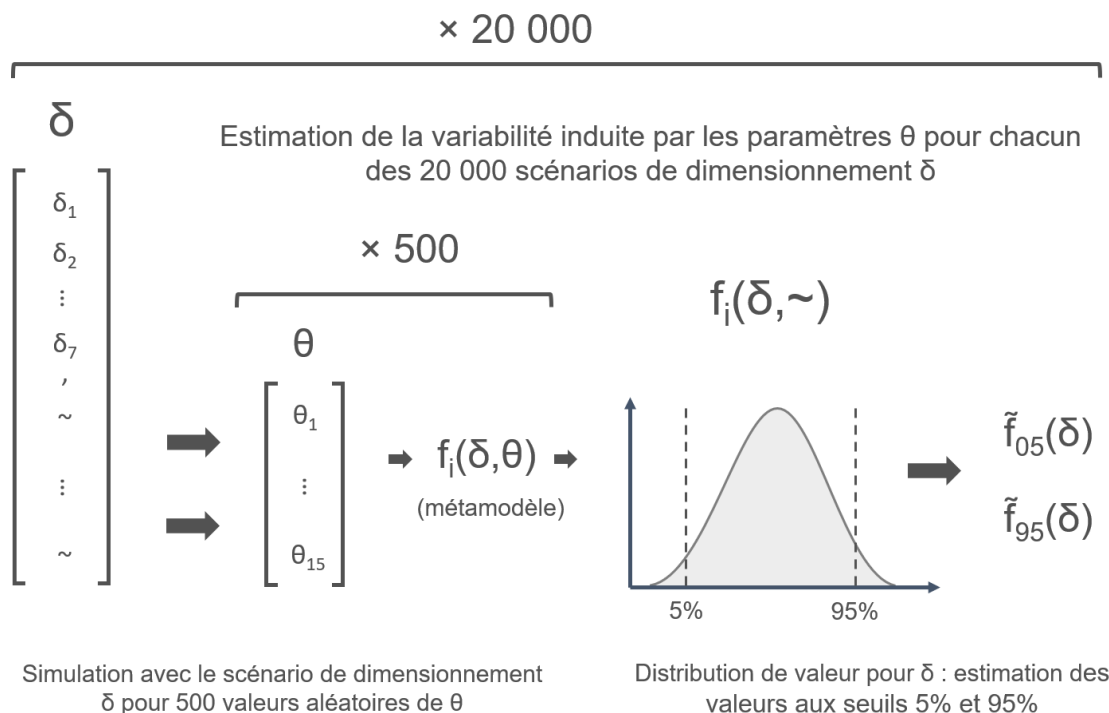 × 20 000
δ
Estimation de la variabilité induite par les paramètres θ pour chacun
des 20 000 scénarios de dimensionnement δ
δ₁
δ₂
⋮
δ₇
,
~
⋮
~
× 500
θ
θ₁
⋮
θ₁₅
fᵢ(δ,θ)
(métamodèle)
fᵢ(δ,~)
5%
95%
f̃₀₅(δ)
f̃₉₅(δ)
Simulation avec le scénario de dimensionnement
δ pour 500 valeurs aléatoires de θ
Distribution de valeur pour δ : estimation des
valeurs aux seuils 5% et 95%